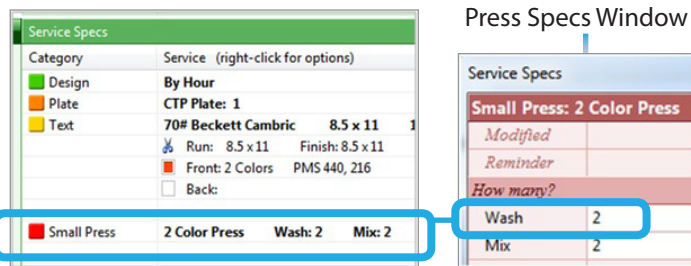 Press Specs Window
Service Specs
Category Service (right-click for options)
Design By Hour
Plate CTP Plate: 1
Text 70# Beckett Cambric 8.5 x 11 1
Run: 8.5 x 11 Finish: 8.5 x 11
Front: 2 Colors PMS 440, 216
Back:
Small Press 2 Color Press Wash: 2 Mix: 2
Service Specs
Small Press: 2 Color Press
Modified
Reminder
How many?
Wash 2
Mix 2